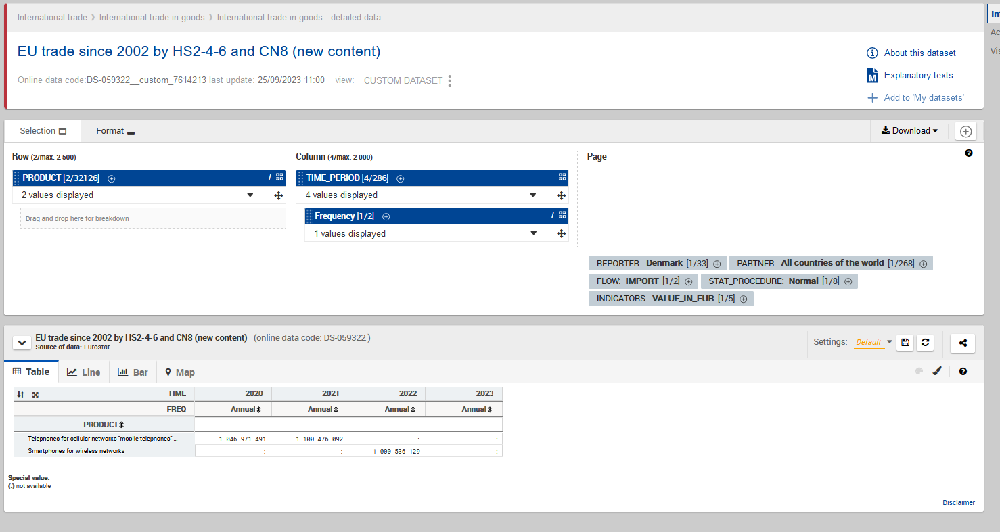 International trade › International trade in goods › International trade in goods - detailed data
EU trade since 2002 by HS2-4-6 and CN8 (new content)
Online data code:DS-059322__custom_7614213 last update: 25/09/2023 11:00 view: CUSTOM DATASET
About this dataset
Explanatory texts
Add to 'My datasets'
Selection
Format
Download
Row (2/max. 2 500)
Column (4/max. 2 000)
Page
PRODUCT [2/32126] L
2 values displayed
Drag and drop here for breakdown
TIME_PERIOD [4/286]
4 values displayed
Frequency [1/2] L
1 values displayed
REPORTER: Denmark [1/33] PARTNER: All countries of the world [1/268]
FLOW: IMPORT [1/2] STAT_PROCEDURE: Normal [1/8]
INDICATORS: VALUE_IN_EUR [1/5]
EU trade since 2002 by HS2-4-6 and CN8 (new content) (online data code: DS-059322 )
Source of data: Eurostat
Settings: Default
Table Line Bar Map
TIME 2020 2021 2022 2023
FREQ Annual Annual Annual Annual
PRODUCT
Telephones for cellular networks "mobile telephones" ... 1 046 971 491 1 100 476 092 : :
Smartphones for wireless networks : : 1 000 536 129 :
Special value:
(:) not available
Disclaimer